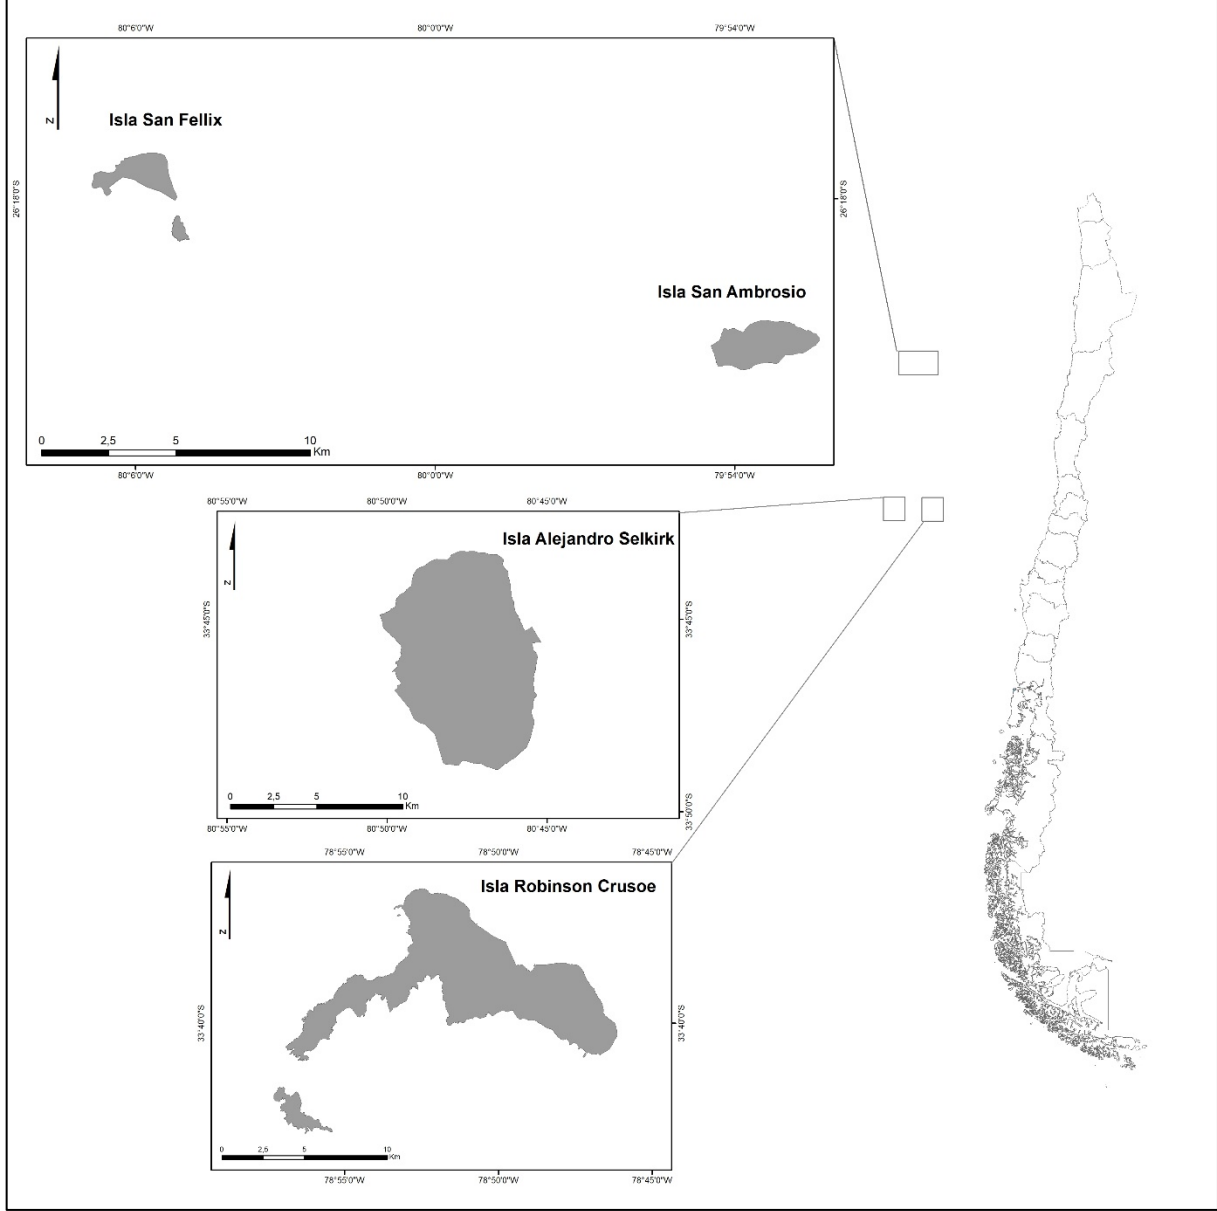 80°6'0"W 80°0'0"W 79°54'0"W
N
Isla San Fellix
26°18'0"S 26°18'0"S
Isla San Ambrosio
0 2,5 5 10
Km
80°6'0"W 80°0'0"W 79°54'0"W
80°55'0"W 80°50'0"W 80°45'0"W
N
Isla Alejandro Selkirk
33°45'0"S 33°45'0"S
0 2,5 5 10
Km
33°50'0"S
80°55'0"W 80°50'0"W 80°45'0"W
78°55'0"W 78°50'0"W 78°45'0"W
N
Isla Robinson Crusoe
33°40'0"S 33°40'0"S
0 2,5 5 10
Km
78°55'0"W 78°50'0"W 78°45'0"W